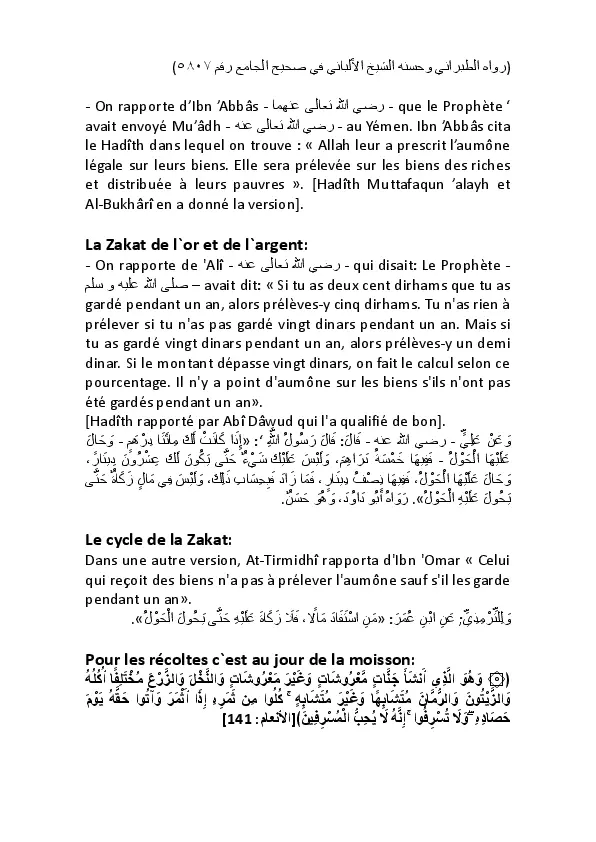 (رواه الطبراني وحسنه الشيخ الألباني في صحيح الجامع رقم ٥٨٠٧)
- On rapporte d’Ibn ’Abbâs - رضي الله تعالى عنهما - que le Prophète ‘
avait envoyé Mu’âdh - رضي الله تعالى عنه - au Yémen. Ibn ‘Abbâs cita
le Hadîth dans lequel on trouve : « Allah leur a prescrit l’aumône
légale sur leurs biens. Elle sera prélevée sur les biens des riches
et distribuée à leurs pauvres ». [Hadîth Muttafaqun ’alayh et
Al-Bukhârî en a donné la version].
La Zakat de l`or et de l`argent:
- On rapporte de 'Alî - رضي الله تعالى عنه - qui disait: Le Prophète -
صلى الله عليه و سلم – avait dit: « Si tu as deux cent dirhams que tu as
gardé pendant un an, alors prélèves-y cinq dirhams. Tu n'as rien à
prélever si tu n'as pas gardé vingt dinars pendant un an. Mais si
tu as gardé vingt dinars pendant un an, alors prélèves-y un demi
dinar. Si le montant dépasse vingt dinars, on fait le calcul selon ce
pourcentage. Il n'y a point d'aumône sur les biens s'ils n'ont pas
été gardés pendant un an».
[Hadîth rapporté par Abî Dâwud qui l'a qualifié de bon].
وَعَنْ عَلِيٍّ - رضي الله عنه - قَالَ: قَالَ رَسُولُ اللَّهِ ‘: «إِذَا كَانَتْ لَكَ مِائَتَا دِرْهَمٍ - وَحَالَ
عَلَيْهَا الْحَوْلُ - فَفِيهَا خَمْسَةُ دَرَاهِمَ، وَلَيْسَ عَلَيْكَ شَيْءٌ حَتَّى يَكُونَ لَكَ عِشْرُونَ دِينَارًا،
وَحَالَ عَلَيْهَا الْحَوْلُ، فَفِيهَا نِصْفُ دِينَارٍ، فَمَا زَادَ فَبِحِسَابِ ذَلِكَ، وَلَيْسَ فِي مَالٍ زَكَاةٌ حَتَّى
يَحُولَ عَلَيْهِ الْحَوْلُ». رَوَاهُ أَبُو دَاوُدَ، وَهُوَ حَسَنٌ.
Le cycle de la Zakat:
Dans une autre version, At-Tirmidhî rapporta d'Ibn 'Omar « Celui
qui reçoit des biens n'a pas à prélever l'aumône sauf s'il les garde
pendant un an».
وَلِلتِّرْمِذِيِّ; عَنِ ابْنِ عُمَرَ: «مَنِ اسْتَفَادَ مَالًا، فَلَا زَكَاةَ عَلَيْهِ حَتَّى يَحُولَ الْحَوْلُ».
Pour les récoltes c`est au jour de la moisson:
(۞ وَهُوَ الَّذِي أَنشَأَ جَنَّاتٍ مَّعْرُوشَاتٍ وَغَيْرَ مَعْرُوشَاتٍ وَالنَّخْلَ وَالزَّرْعَ مُخْتَلِفًا أُكُلُهُ
وَالزَّيْتُونَ وَالرُّمَّانَ مُتَشَابِهًا وَغَيْرَ مُتَشَابِهٍ ۚ كُلُوا مِن ثَمَرِهِ إِذَا أَثْمَرَ وَآتُوا حَقَّهُ يَوْمَ
حَصَادِهِ ۖ وَلَا تُسْرِفُوا ۚ إِنَّهُ لَا يُحِبُّ الْمُسْرِفِينَ)[الأنعام: 141]